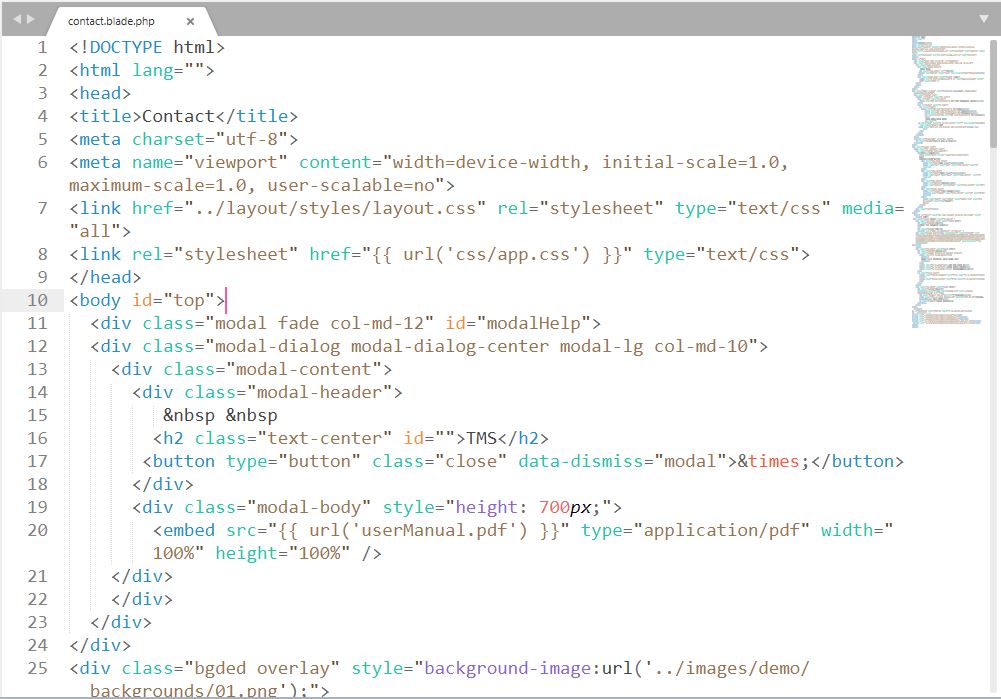 contact.blade.php ×
1 <!DOCTYPE html>
2 <html lang="">
3 <head>
4 <title>Contact</title>
5 <meta charset="utf-8">
6 <meta name="viewport" content="width=device-width, initial-scale=1.0,
maximum-scale=1.0, user-scalable=no">
7 <link href="../layout/styles/layout.css" rel="stylesheet" type="text/css" media=
"all">
8 <link rel="stylesheet" href="{{ url('css/app.css') }}" type="text/css">
9 </head>
10 <body id="top">
11 <div class="modal fade col-md-12" id="modalHelp">
12 <div class="modal-dialog modal-dialog-center modal-lg col-md-10">
13 <div class="modal-content">
14 <div class="modal-header">
15 &nbsp &nbsp
16 <h2 class="text-center" id="">TMS</h2>
17 <button type="button" class="close" data-dismiss="modal">&times;</button>
18 </div>
19 <div class="modal-body" style="height: 700px;">
20 <embed src="{{ url('userManual.pdf') }}" type="application/pdf" width="
100%" height="100%" />
21 </div>
22 </div>
23 </div>
24 </div>
25 <div class="bgded overlay" style="background-image:url('../images/demo/
backgrounds/01.png');">